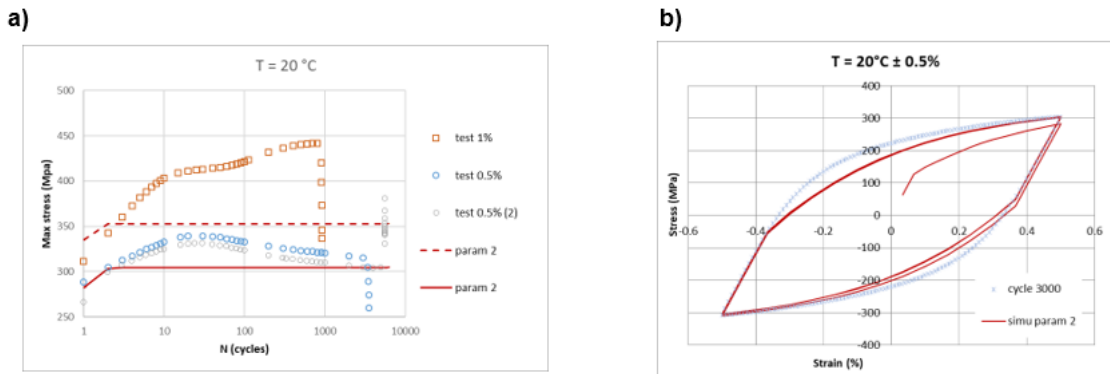 a)
T = 20 °C
500
450
400
350
300
250
Max stress (Mpa)
1
10
100
1000
10000
N (cycles)
test 1%
test 0.5%
test 0.5% (2)
param 2
param 2
b)
T = 20°C ± 0.5%
400
300
200
100
0
-100
-200
-300
-400
Stress (MPa)
-0.6
-0.4
-0.2
0
0.2
0.4
0.6
cycle 3000
simu param 2
Strain (%)